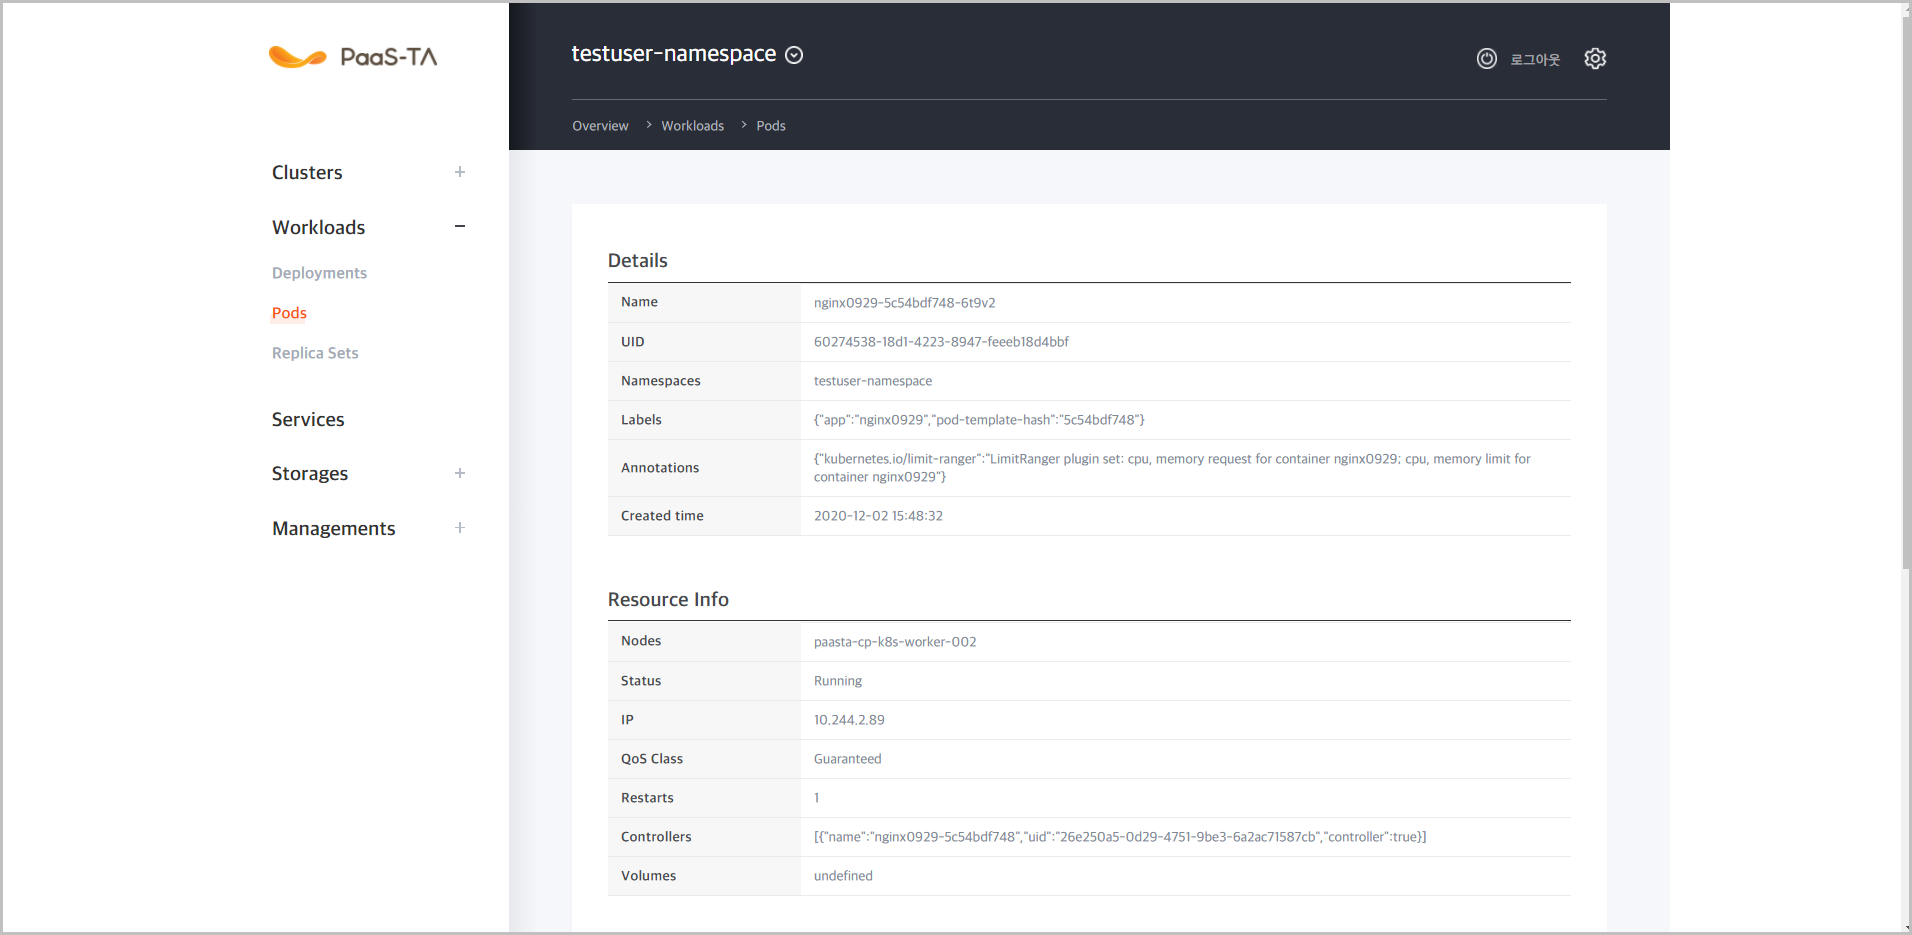 PaaS-TA
testuser-namespace
로그아웃
Overview > Workloads > Pods
Clusters +
Workloads −
Deployments
Pods
Replica Sets
Services
Storages +
Managements +
Details
Name nginx0929-5c54bdf748-6t9v2
UID 60274538-18d1-4223-8947-feeeb18d4bbf
Namespaces testuser-namespace
Labels {"app":"nginx0929","pod-template-hash":"5c54bdf748"}
Annotations {"kubernetes.io/limit-ranger":"LimitRanger plugin set: cpu, memory request for container nginx0929; cpu, memory limit for
container nginx0929"}
Created time 2020-12-02 15:48:32
Resource Info
Nodes paasta-cp-k8s-worker-002
Status Running
IP 10.244.2.89
QoS Class Guaranteed
Restarts 1
Controllers [{"name":"nginx0929-5c54bdf748","uid":"26e250a5-0d29-4751-9be3-6a2ac71587cb","controller":true}]
Volumes undefined